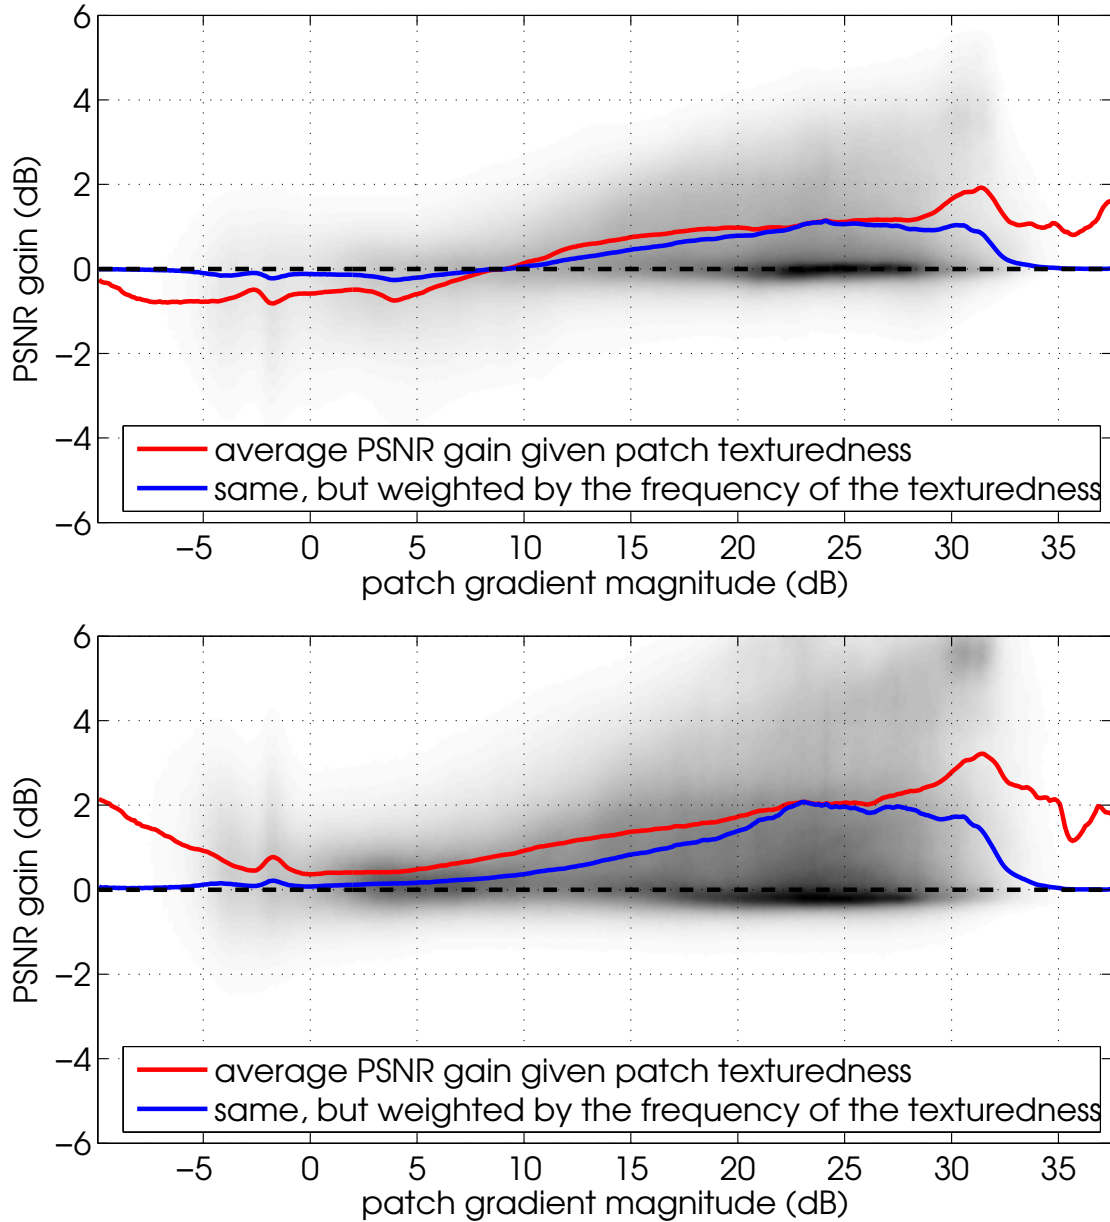 6
4
2
0
−2
−4
−6
PSNR gain (dB)
average PSNR gain given patch texturedness
same, but weighted by the frequency of the texturedness
−5 0 5 10 15 20 25 30 35
patch gradient magnitude (dB)
6
4
2
0
−2
−4
−6
PSNR gain (dB)
average PSNR gain given patch texturedness
same, but weighted by the frequency of the texturedness
−5 0 5 10 15 20 25 30 35
patch gradient magnitude (dB)